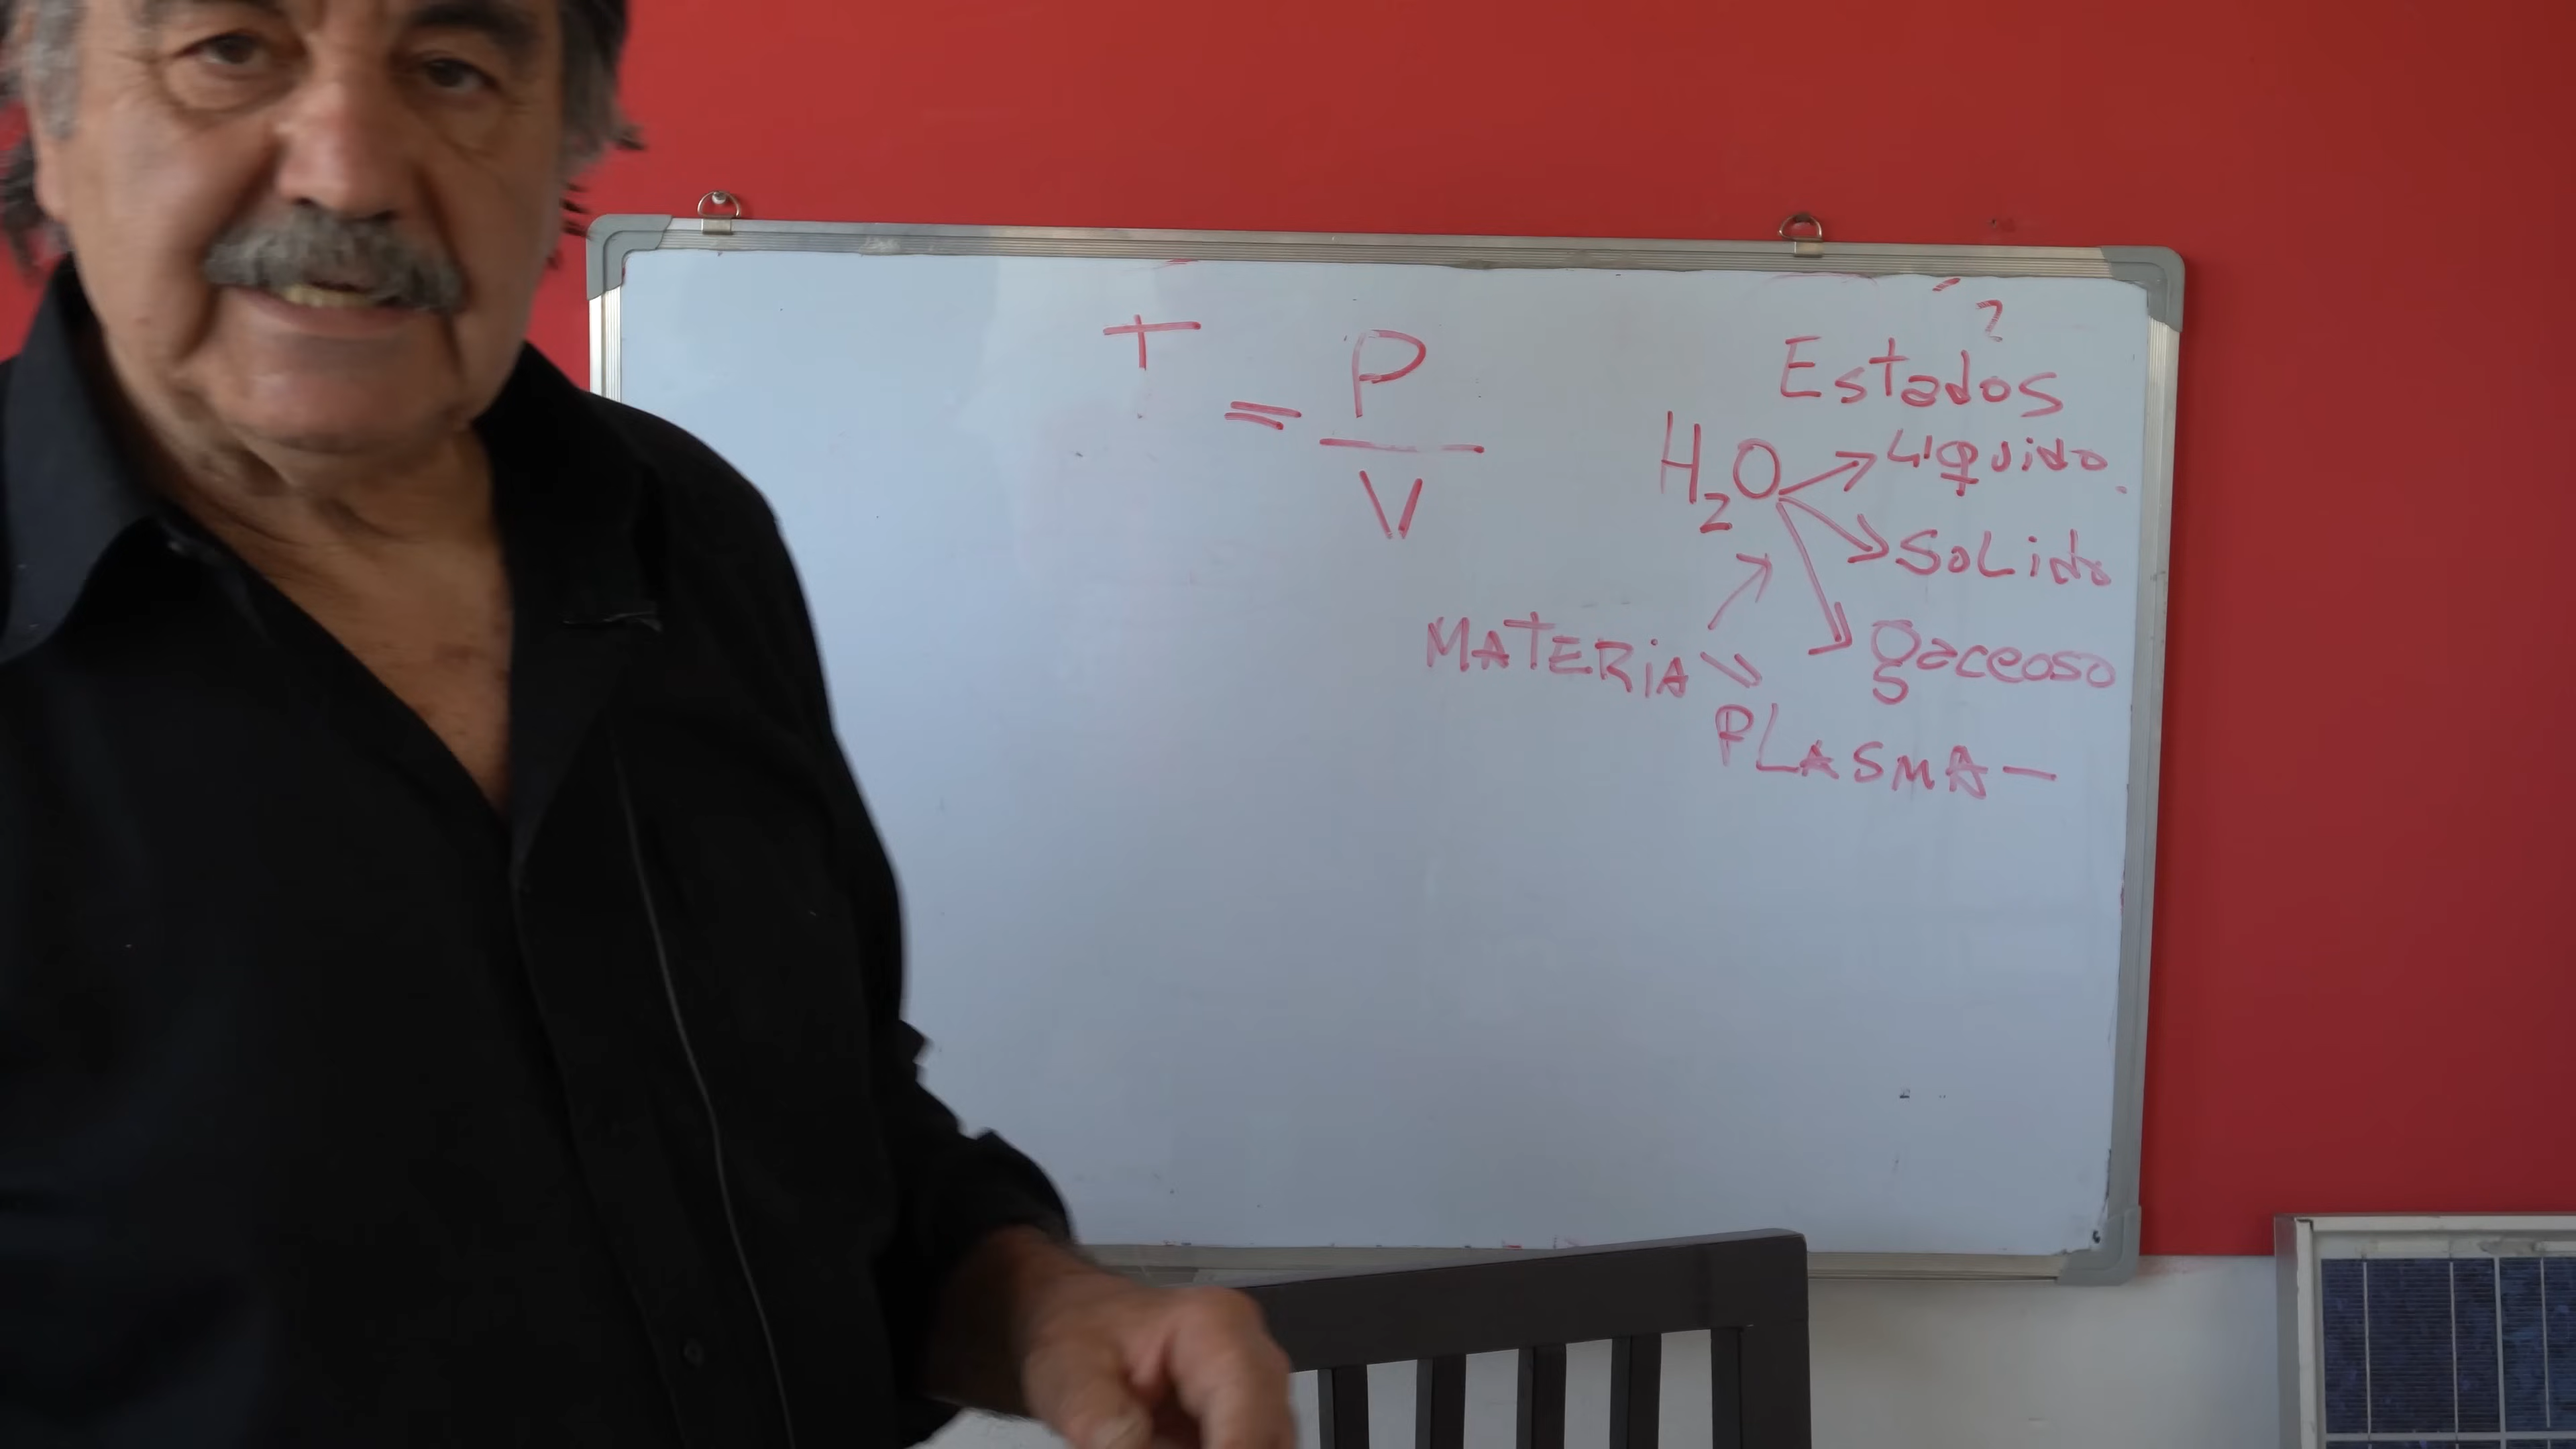 T = P
V
?
Estados
H₂O → Liquido.
→ SoLido
→ gaceoso
MATERiA
PLASMA—